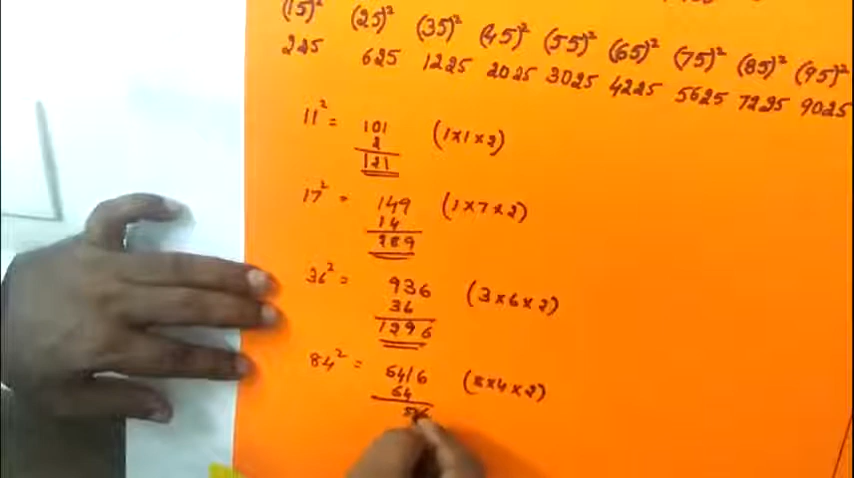 (15)² (25)² (35)² (45)² (55)² (65)² (75)² (85)² (95)²
225 625 1225 2025 3025 4225 5625 7225 9025
11² = 101 (1×1×2)
2
121
17² = 149 (1×7×2)
14
289
36² = 936 (3×6×2)
36
1296
84² = 6416 (8×4×2)
64
56